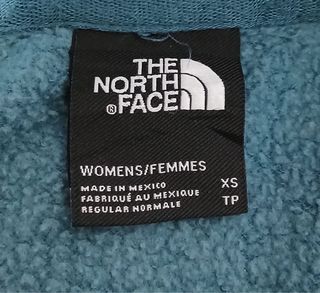 THE
NORTH
FACE
WOMENS/FEMMES
MADE IN MEXICO XS
FABRIQUÉ AU MEXIQUE TP
REGULAR NORMALE